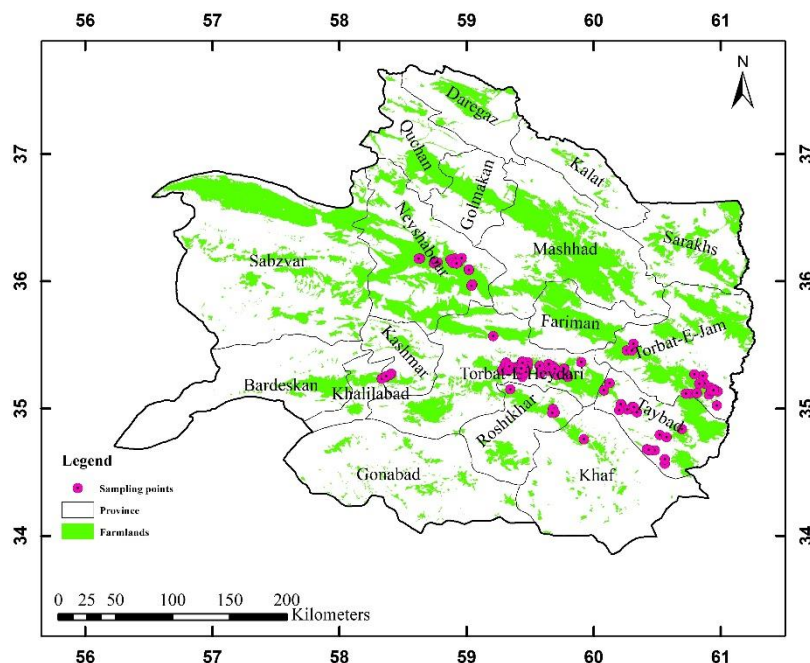 56 57 58 59 60 61
N
37 37
36 36
35 35
34 34
Daregaz
Quchan
Golmakan
Kalat
Neyshabour
Mashhad
Sarakhs
Sabzvar
Fariman
Torbat-E-Jam
Kashmar
Torbat-E-Heydari
Bardeskan
Khalilabad
Roshtkhar
Taybad
Gonabad
Khaf
Legend
Sampling points
Province
Farmlands
0 25 50 100 150 200
Kilometers
56 57 58 59 60 61